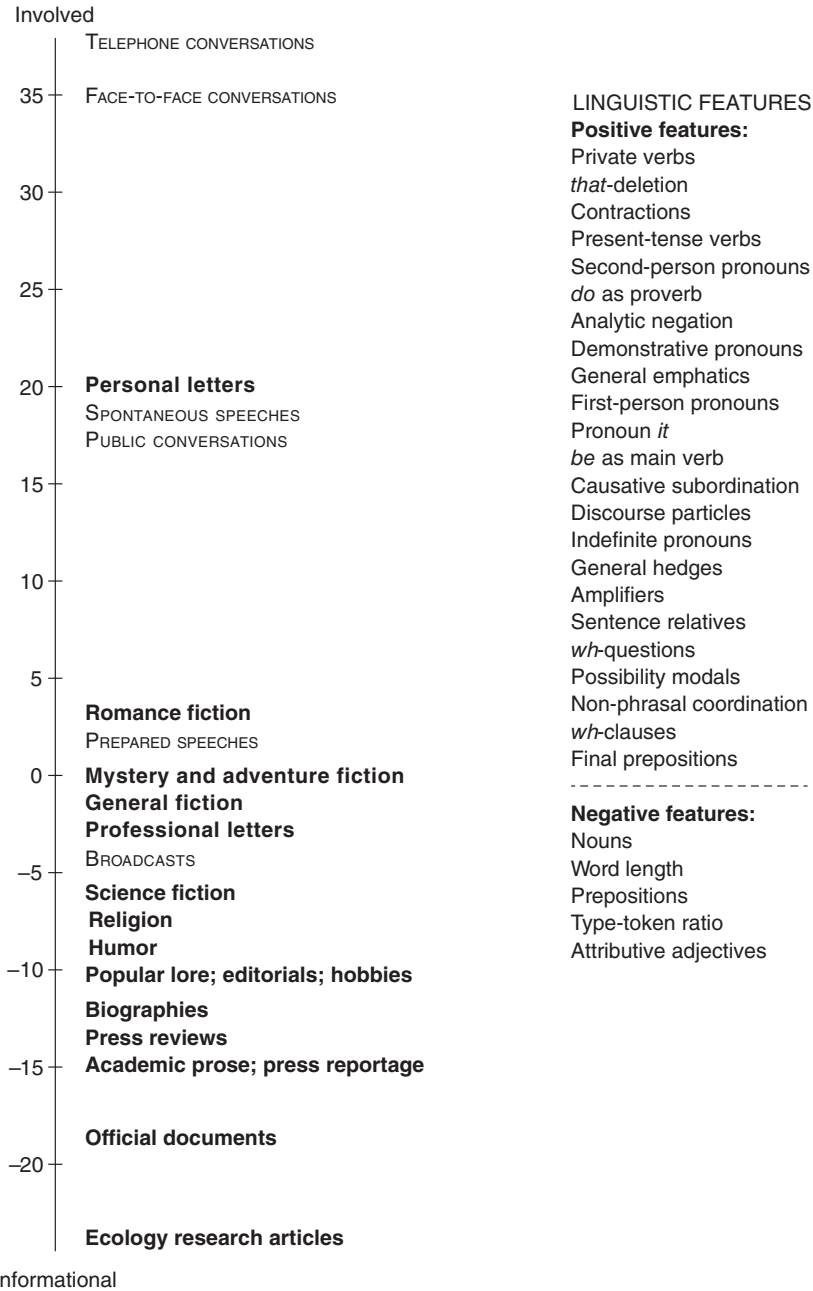 Involved
TELEPHONE CONVERSATIONS
35 FACE-TO-FACE CONVERSATIONS
30
25
20 Personal letters
SPONTANEOUS SPEECHES
PUBLIC CONVERSATIONS
15
10
5
Romance fiction
PREPARED SPEECHES
0 Mystery and adventure fiction
General fiction
Professional letters
BROADCASTS
–5
Science fiction
Religion
Humor
–10 Popular lore; editorials; hobbies
Biographies
Press reviews
–15 Academic prose; press reportage
Official documents
–20
Ecology research articles
nformational
LINGUISTIC FEATURES
Positive features:
Private verbs
that-deletion
Contractions
Present-tense verbs
Second-person pronouns
do as proverb
Analytic negation
Demonstrative pronouns
General emphatics
First-person pronouns
Pronoun it
be as main verb
Causative subordination
Discourse particles
Indefinite pronouns
General hedges
Amplifiers
Sentence relatives
wh-questions
Possibility modals
Non-phrasal coordination
wh-clauses
Final prepositions
Negative features:
Nouns
Word length
Prepositions
Type-token ratio
Attributive adjectives